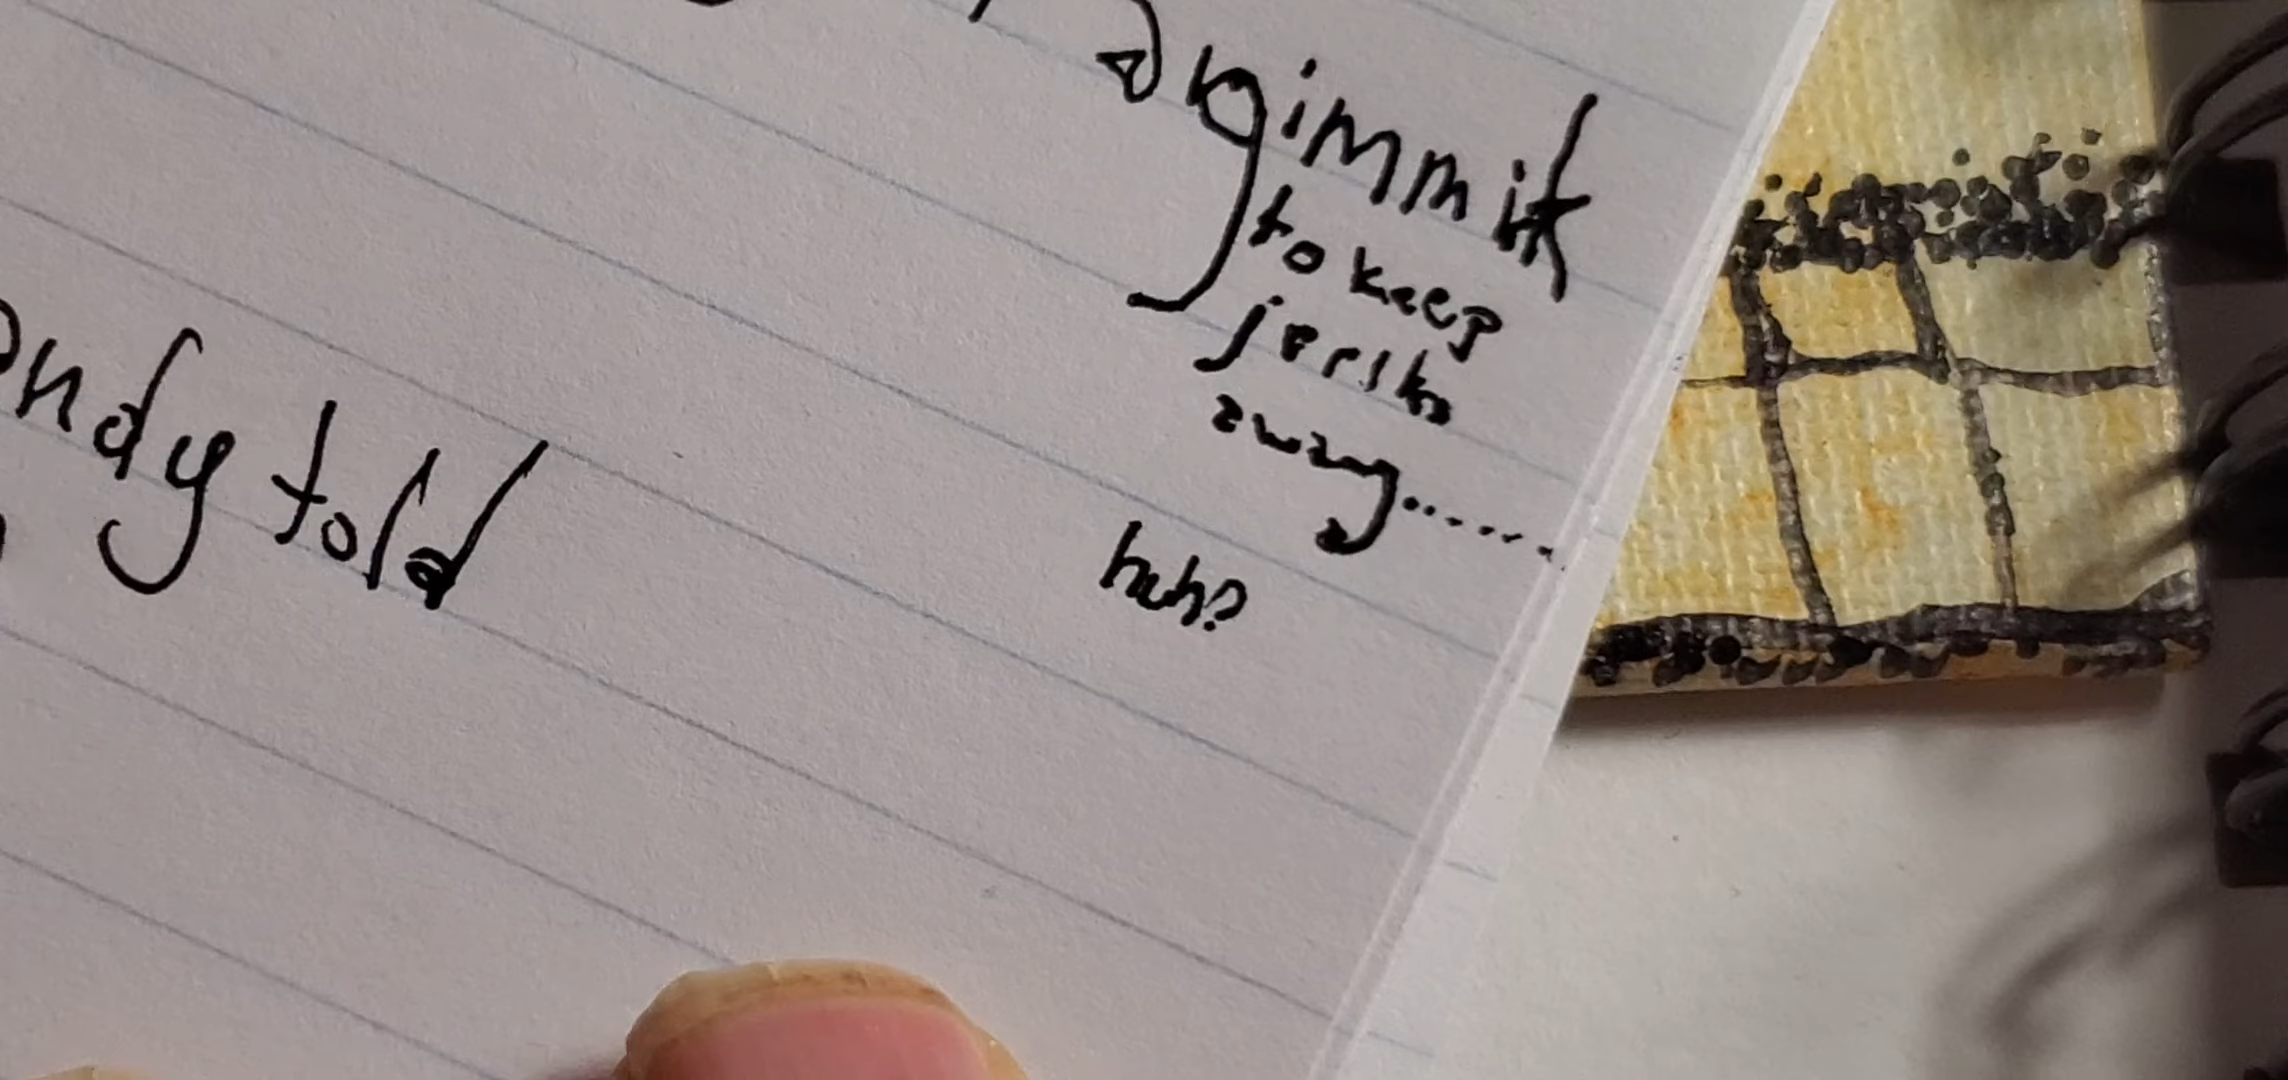 a gimmik
to keep
jerks
away......
ndy told
huh?